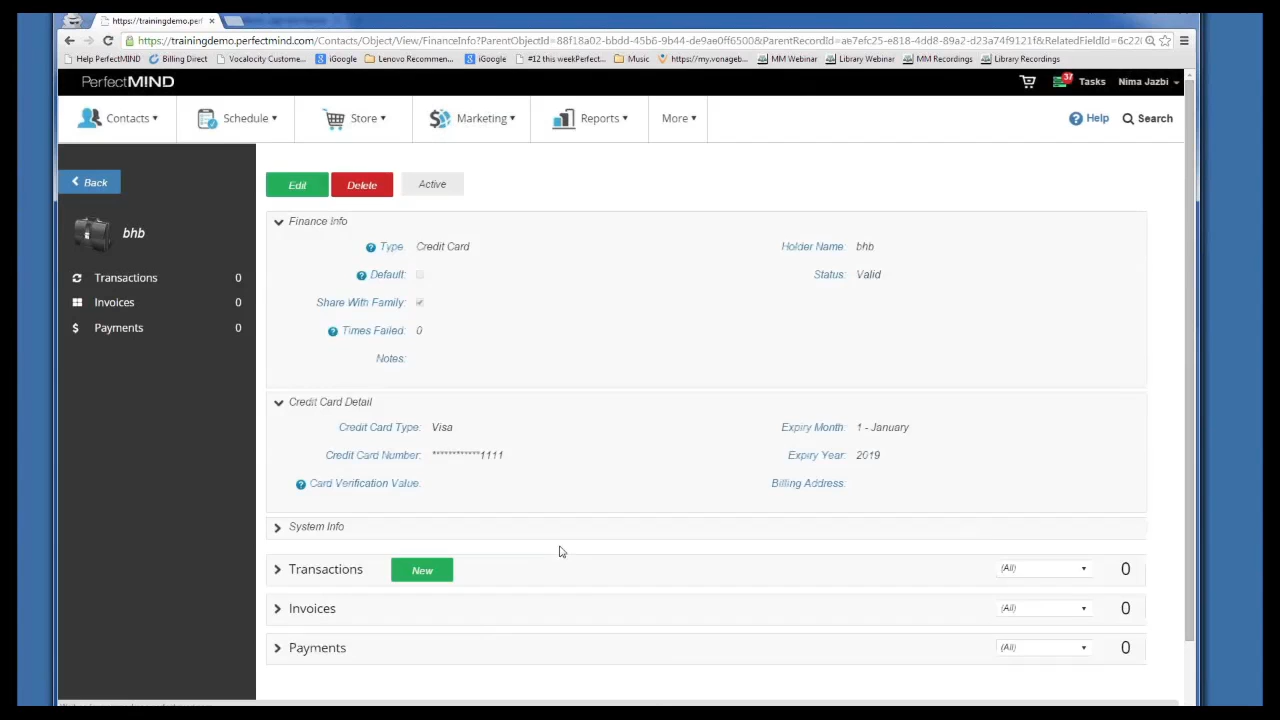 https://trainingdemo.perf ×
https://trainingdemo.perfectmind.com/Contacts/Object/View/FinanceInfo?ParentObjectId=88f18a02-bbdd-45b6-9b44-de9ae0ff6500&ParentRecordId=ae7efc25-e818-4dd8-89a2-d23a74f9121f&RelatedFieldId=6c22
Help PerfectMIND Billing Direct Vocalocity Custome... iGoogle Lenovo Recommen... iGoogle #12 this weekPerfect... Music https://my.vonageb... MM Webinar Library Webinar MM Recordings Library Recordings
PerfectMIND 37 Tasks Nima Jazbi
Contacts Schedule Store Marketing Reports More Help Search
Back Edit Delete Active
bhb
Transactions 0
Invoices 0
Payments 0
Finance Info
Type: Credit Card Holder Name: bhb
Default: Status: Valid
Share With Family:
Times Failed: 0
Notes:
Credit Card Detail
Credit Card Type: Visa Expiry Month: 1 - January
Credit Card Number: ************1111 Expiry Year: 2019
Card Verification Value: Billing Address:
System Info
Transactions New (All) 0
Invoices (All) 0
Payments (All) 0